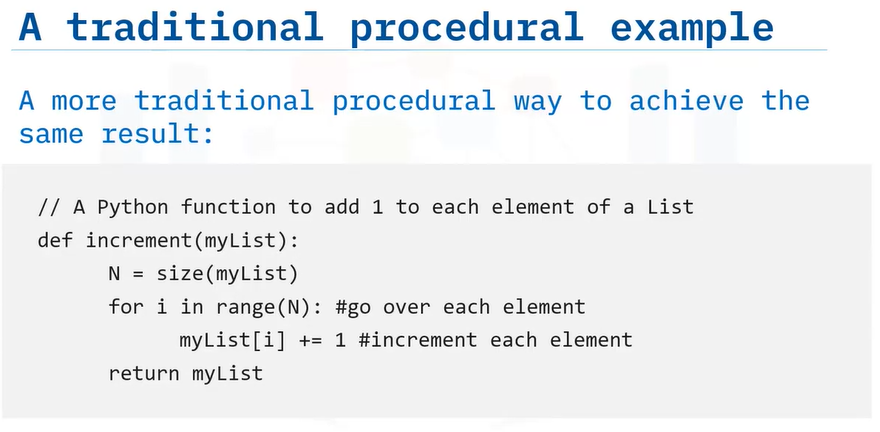 A traditional procedural example
A more traditional procedural way to achieve the
same result:
// A Python function to add 1 to each element of a List
def increment(myList):
N = size(myList)
for i in range(N): #go over each element
myList[i] += 1 #increment each element
return myList